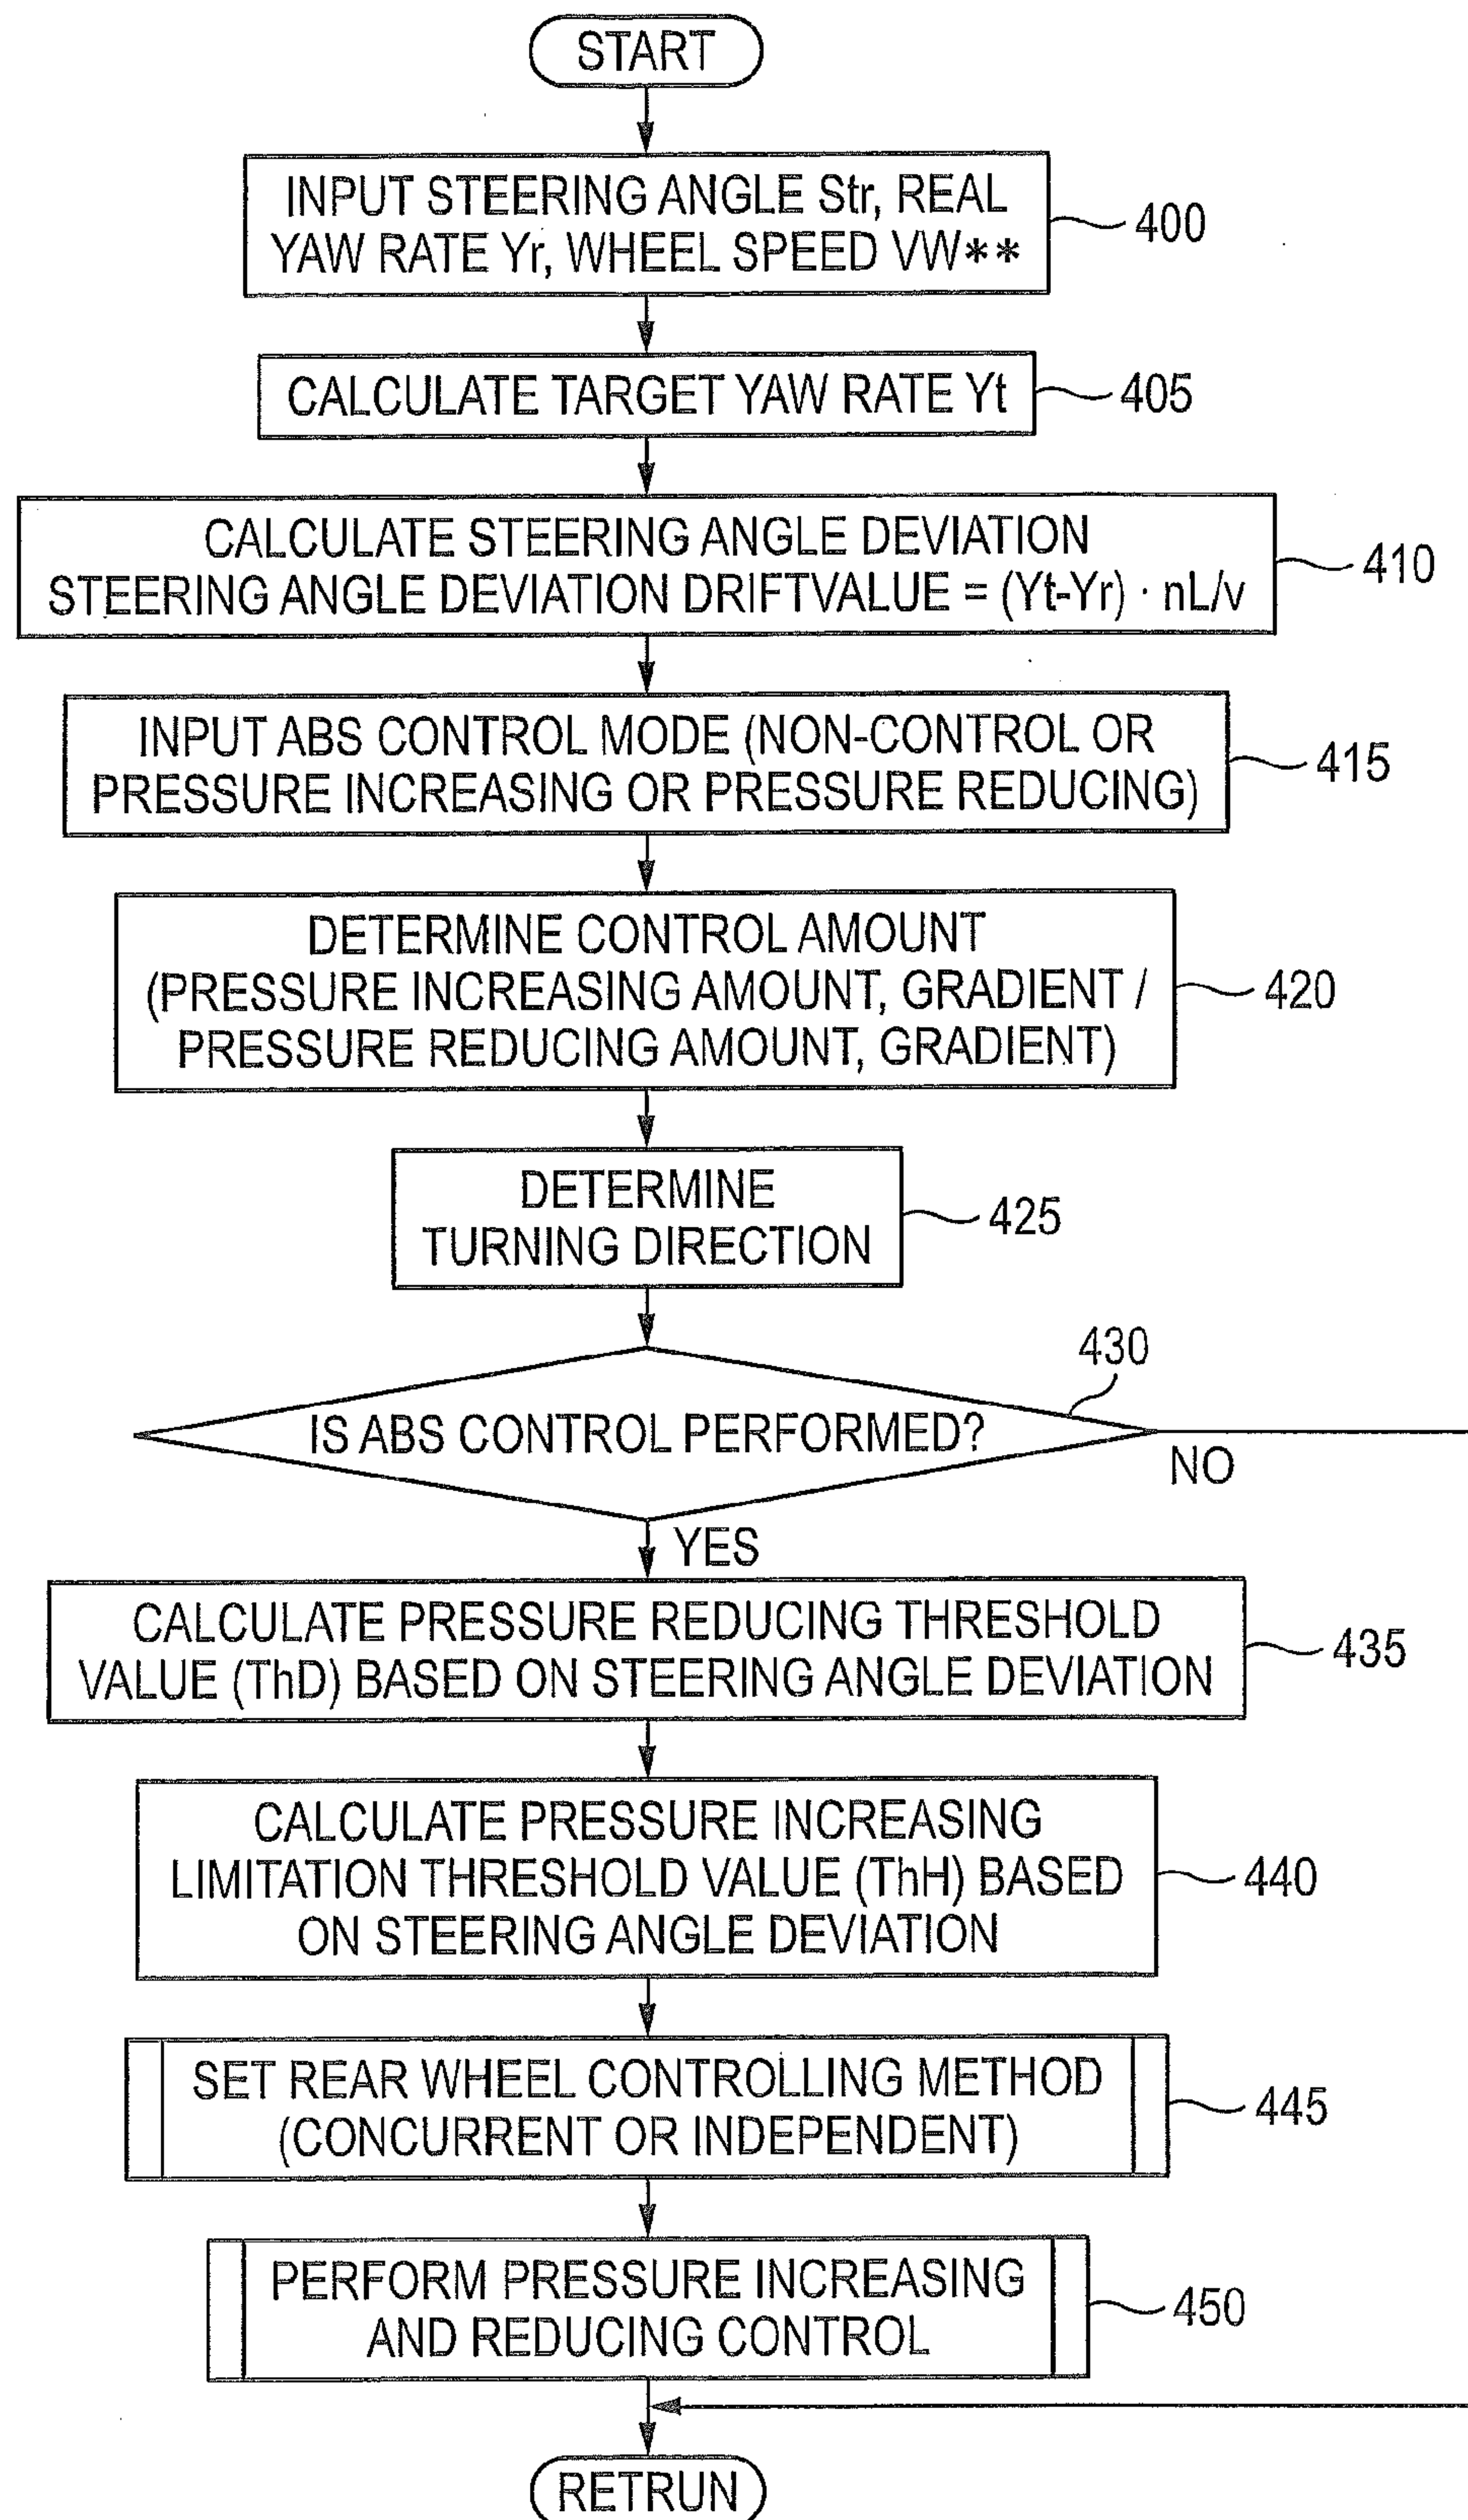 START
INPUT STEERING ANGLE Str, REAL
YAW RATE Yr, WHEEL SPEED VW**
400
CALCULATE TARGET YAW RATE Yt
405
CALCULATE STEERING ANGLE DEVIATION
STEERING ANGLE DEVIATION DRIFTVALUE = (Yt-Yr) · nL/v
410
INPUT ABS CONTROL MODE (NON-CONTROL OR
PRESSURE INCREASING OR PRESSURE REDUCING)
415
DETERMINE CONTROL AMOUNT
(PRESSURE INCREASING AMOUNT, GRADIENT /
PRESSURE REDUCING AMOUNT, GRADIENT)
420
DETERMINE
TURNING DIRECTION
425
430
IS ABS CONTROL PERFORMED?
NO
YES
CALCULATE PRESSURE REDUCING THRESHOLD
VALUE (ThD) BASED ON STEERING ANGLE DEVIATION
435
CALCULATE PRESSURE INCREASING
LIMITATION THRESHOLD VALUE (ThH) BASED
ON STEERING ANGLE DEVIATION
440
SET REAR WHEEL CONTROLLING METHOD
(CONCURRENT OR INDEPENDENT)
445
PERFORM PRESSURE INCREASING
AND REDUCING CONTROL
450
RETRUN